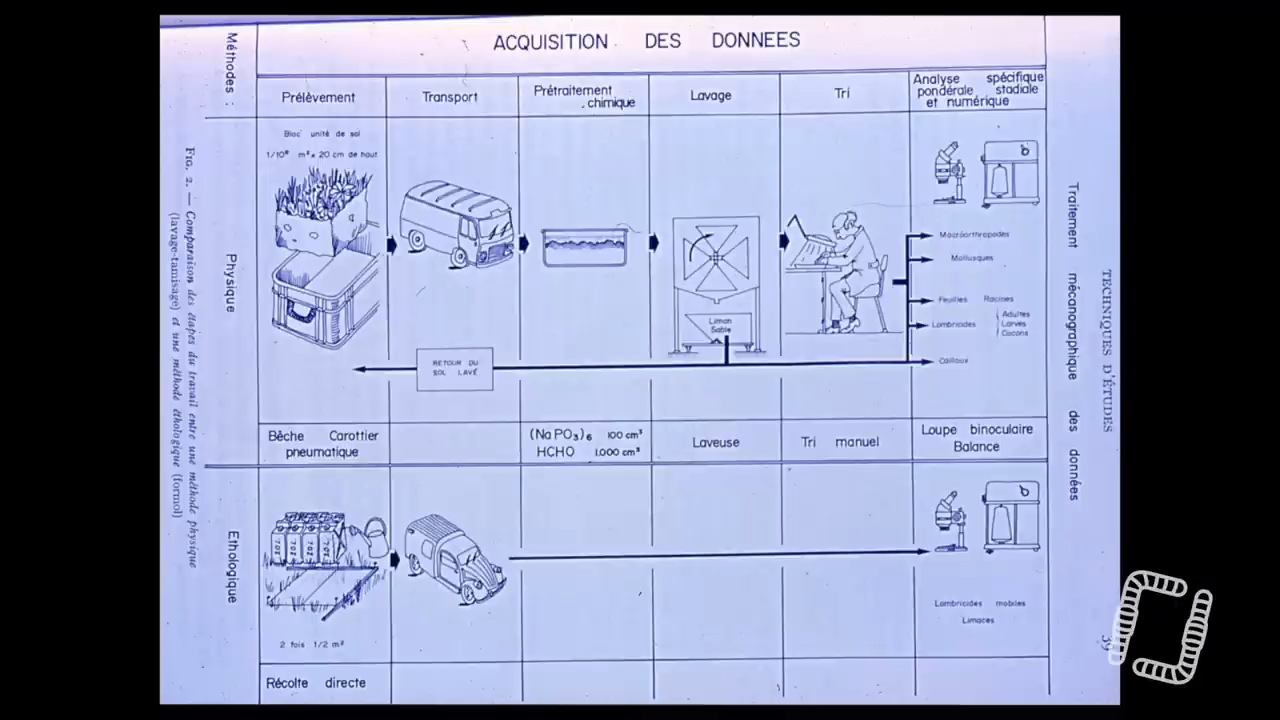 ACQUISITION DES DONNEES
Méthodes :
Prélèvement
Transport
Prétraitement
chimique
Lavage
Tri
Analyse spécifique
pondérale stadiale
et numérique
Physique
Bloc unité de sol
1/10e m² x 20 cm de haut
Macroarthropodes
Mollusques
Feuilles Racines
Lombricides
Adultes
Larves
Cocons
Cailloux
Limon
Sable
RETOUR DU
SOL LAVÉ
Bêche Carottier
pneumatique
(Na PO3)6 100 cm³
HCHO 1.000 cm³
Laveuse
Tri manuel
Loupe binoculaire
Balance
Ethologique
2 fois 1/2 m²
Lombricides mobiles
Limaces
Récolte directe
FIG. 2. — Comparaison des étapes du travail entre une méthode physique
(lavage-tamisage) et une méthode éthologique (formol)
Traitement mécanographique des données
TECHNIQUES D'ÉTUDES
39